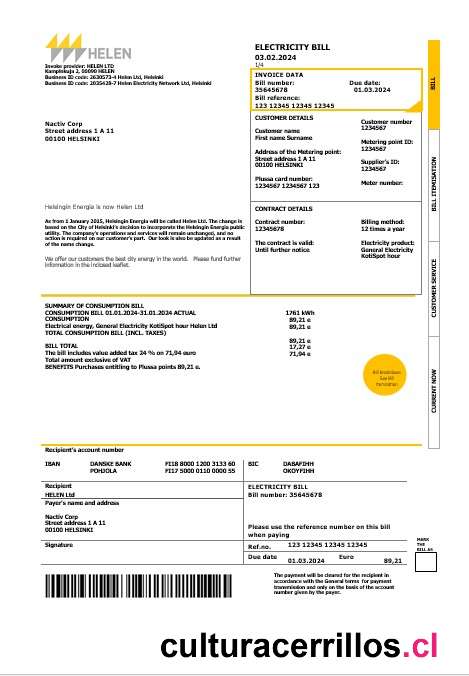 HELEN
Invoice provider: HELEN LTD
Kampinkuja 2, 00090 HELEN
Business ID code: 2630573-4 Helen Ltd, Helsinki
Business ID code: 2035428-7 Helen Electricity Network Ltd, Helsinki
ELECTRICITY BILL
03.02.2024
1/4
INVOICE DATA
Bill number: Due date:
35645678 01.03.2024
Bill reference:
123 12345 12345 12345
Nactiv Corp
Street address 1 A 11
00100 HELSINKI
CUSTOMER DETAILS
Customer name
First name Surname
Address of the Metering point:
Street address 1 A 11
00100 HELSINKI
Plussa card number:
1234567 1234567 123
Customer number
1234567
Metering point ID:
1234567
Supplier's ID:
1234567
Meter number:
Helsingin Energia is now Helen Ltd
As from 1 January 2015, Helsingin Energia will be called Helen Ltd. The change is
based on the City of Helsinki's decision to incorporate the Helsingin Energia public
utility. The company's operations and services will remain unchanged, and no
action is required on our customer's part. Our look is also be updated as a result
of the name change.
We offer our customers the best city energy in the world. Please fund further
information in the inclosed leaflet.
CONTRACT DETAILS
Contract number:
12345678
The contract is valid:
Until further notice
Billing method:
12 times a year
Electricity product:
General Electricity
KotiSpot hour
BILL
BILL ITEMISATION
CUSTOMER SERVICE
CURRENT NOW
SUMMARY OF CONSUMPTION BILL
CONSUMPTION BILL 01.01.2024-31.01.2024 ACTUAL 1761 kWh
CONSUMPTION 89,21 e
Electrical energy, General Electricity KotiSpot hour Helen Ltd 89,21 e
TOTAL CONSUMPTION BILL (INCL. TAXES)
89,21 e
BILL TOTAL 17,27 e
The bill includes value added tax 24 % on 71,94 euro 71,94 e
Total amount exclusive of VAT
BENEFITS Purchases entitling to Plussa points 89,21 e.
Recipient's account number
IBAN DANSKE BANK FI18 8000 1200 3133 60 BIC DABAFIHH
POHJOLA FI17 5000 0110 0000 55 OKOYFIHH
Recipient
HELEN Ltd
ELECTRICITY BILL
Bill number: 35645678
Payer's name and address
Nactiv Corp
Street address 1 A 11
00100 HELSINKI
Please use the reference number on this bill
when paying
Signature
Ref.no. 123 12345 12345 12345
Due date 01.03.2024 Euro 89,21
MARK
THE
BILL AS
The payment will be cleared for the recipient in
accordance with the General terms for payment
transmission and only on the basis of the account
number given by the payer.
culturacerrillos.cl